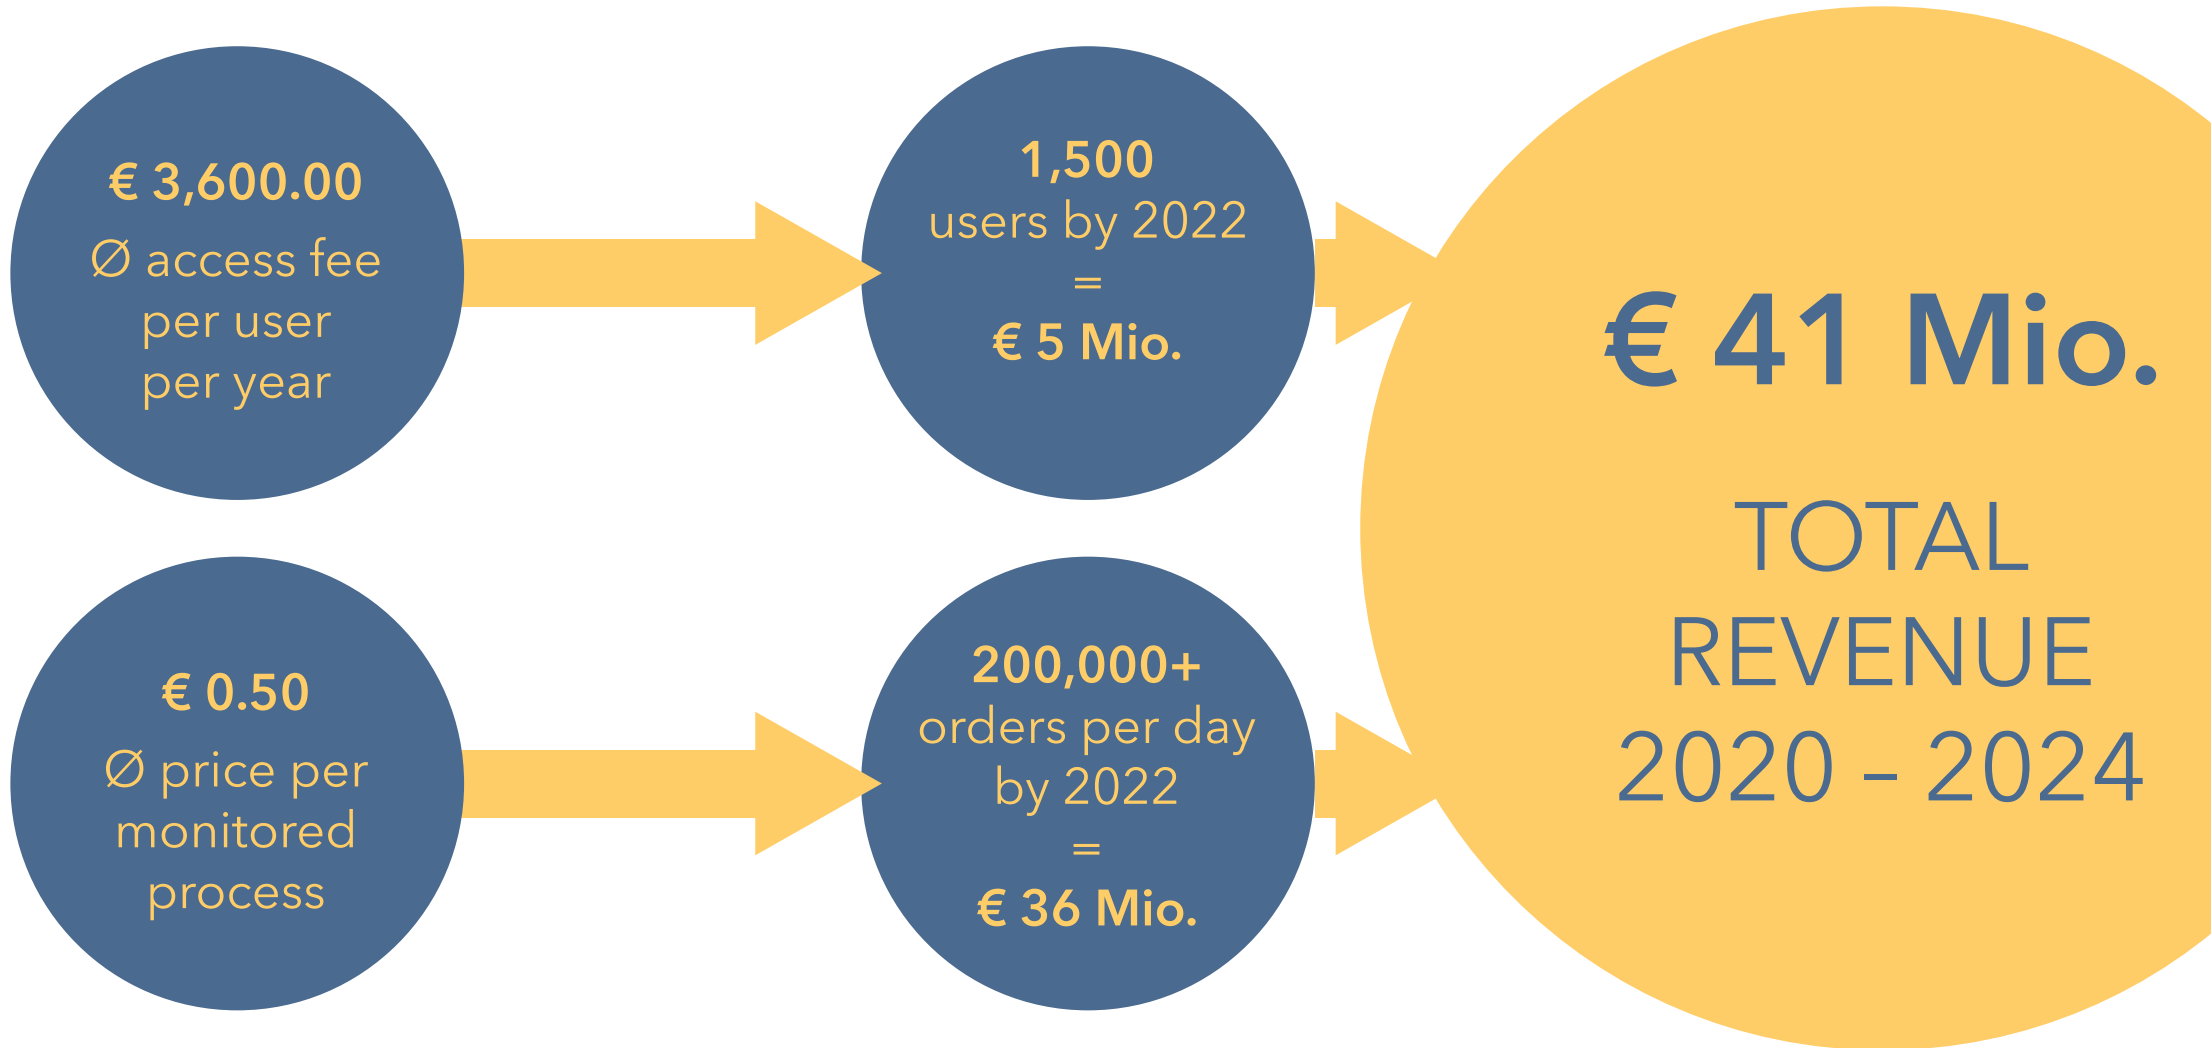 € 3,600.00
Ø access fee
per user
per year
1,500
users by 2022
=
€ 5 Mio.
€ 0.50
Ø price per
monitored
process
200,000+
orders per day
by 2022
=
€ 36 Mio.
€ 41 Mio.
TOTAL
REVENUE
2020 – 2024